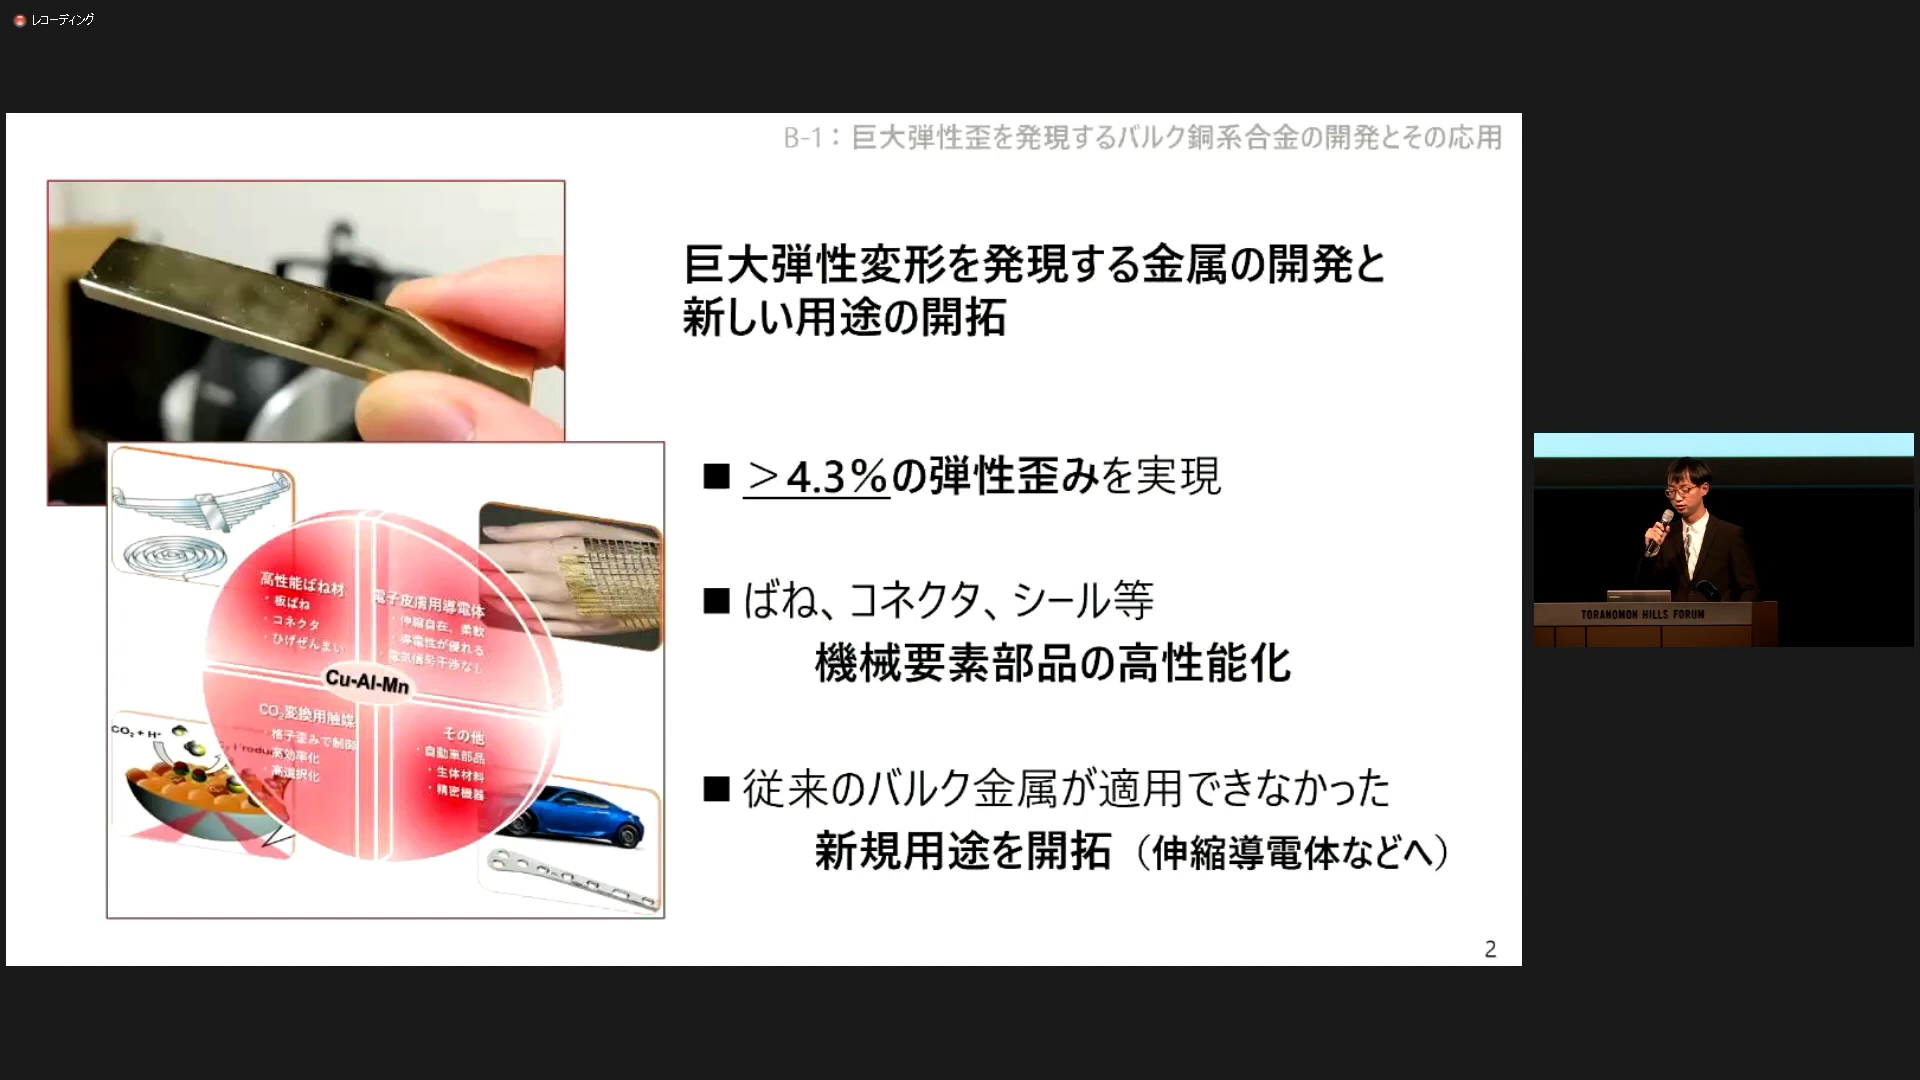 レコーディング
B-1：巨大弾性歪を発現するバルク銅系合金の開発とその応用
巨大弾性変形を発現する金属の開発と
新しい用途の開拓
■ ＞4.3%の弾性歪みを実現
■ ばね、コネクタ、シール等
機械要素部品の高性能化
■ 従来のバルク金属が適用できなかった
新規用途を開拓（伸縮導電体などへ）
高性能ばね材
・板ばね
・コネクタ
・ひげぜんまい
電子皮膚用導電体
・伸縮自在、柔軟
・導電性が優れる
・電気信号干渉なし
Cu-Al-Mn
CO₂変換用触媒
・格子歪みで制御
・高効率化
・高選択化
その他
・自動車部品
・生体材料
・精密機器
CO₂ + H⁺
2
TORANOMON HILLS FORUM